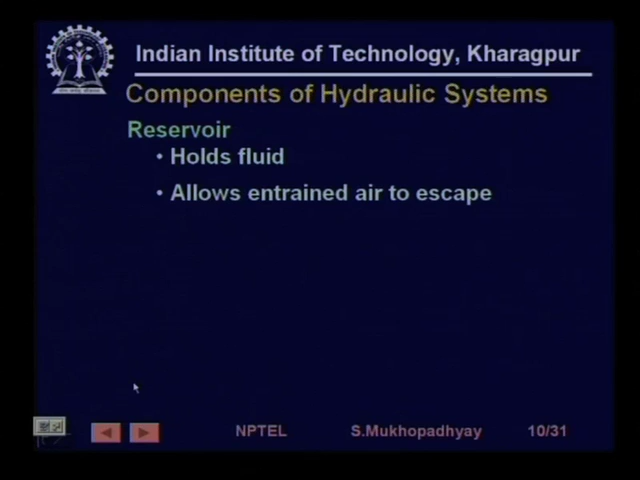 Indian Institute of Technology, Kharagpur
Components of Hydraulic Systems
Reservoir
• Holds fluid
• Allows entrained air to escape
NPTEL S.Mukhopadhyay 10/31